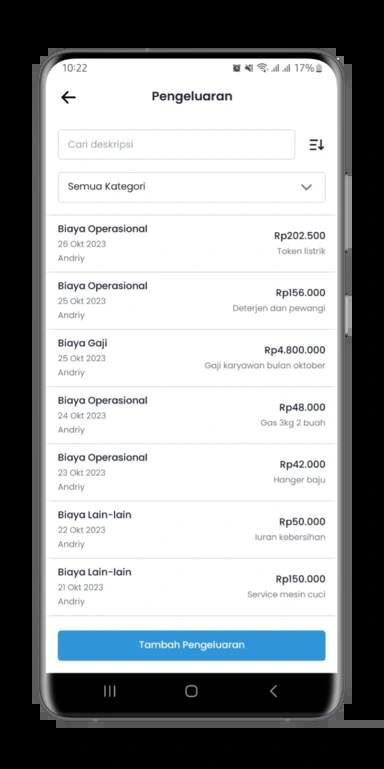 10:22 17%
Pengeluaran
Cari deskripsi
Semua Kategori
Biaya Operasional
26 Okt 2023
Andriy
Rp202.500
Token listrik
Biaya Operasional
25 Okt 2023
Andriy
Rp156.000
Deterjen dan pewangi
Biaya Gaji
25 Okt 2023
Andriy
Rp4.800.000
Gaji karyawan bulan oktober
Biaya Operasional
24 Okt 2023
Andriy
Rp48.000
Gas 3kg 2 buah
Biaya Operasional
23 Okt 2023
Andriy
Rp42.000
Hanger baju
Biaya Lain-lain
22 Okt 2023
Andriy
Rp50.000
Iuran kebersihan
Biaya Lain-lain
21 Okt 2023
Andriy
Rp150.000
Service mesin cuci
Tambah Pengeluaran